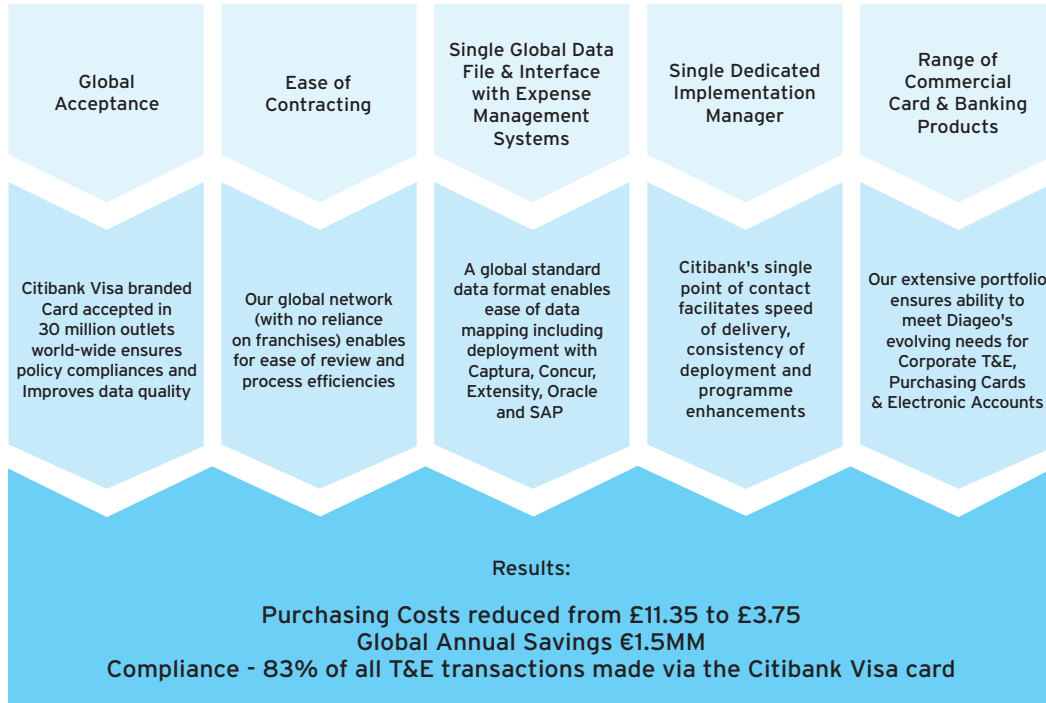 Global
Acceptance
Ease of
Contracting
Single Global Data
File & Interface
with Expense
Management
Systems
Single Dedicated
Implementation
Manager
Range of
Commercial
Card & Banking
Products
Citibank Visa branded
Card accepted in
30 million outlets
world-wide ensures
policy compliances and
Improves data quality
Our global network
(with no reliance
on franchises) enables
for ease of review and
process efficiencies
A global standard
data format enables
ease of data
mapping including
deployment with
Captura, Concur,
Extensity, Oracle
and SAP
Citibank's single
point of contact
facilitates speed
of delivery,
consistency of
deployment and
programme
enhancements
Our extensive portfolio
ensures ability to
meet Diageo's
evolving needs for
Corporate T&E,
Purchasing Cards
& Electronic Accounts
Results:
Purchasing Costs reduced from £11.35 to £3.75
Global Annual Savings €1.5MM
Compliance - 83% of all T&E transactions made via the Citibank Visa card